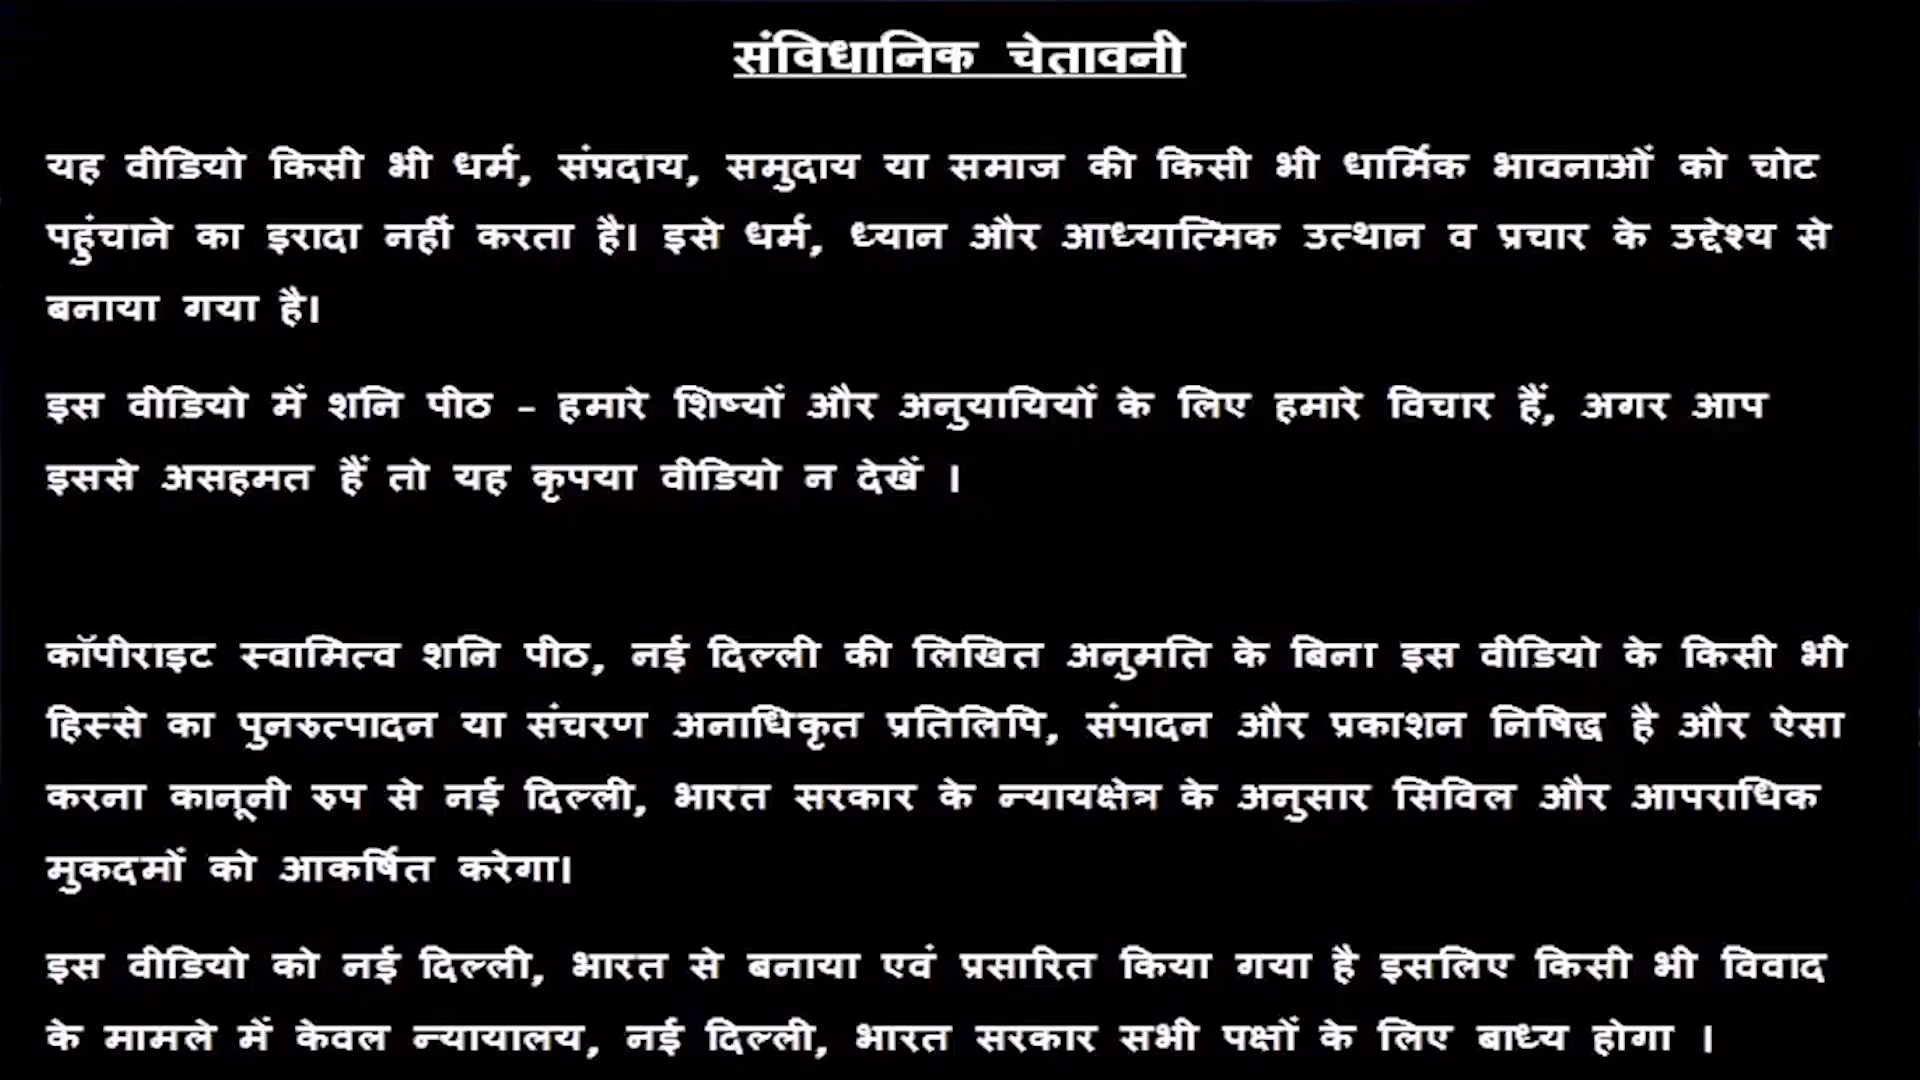 संविधानिक चेतावनी
यह वीडियो किसी भी धर्म, संप्रदाय, समुदाय या समाज की किसी भी धार्मिक भावनाओं को चोट
पहुंचाने का इरादा नहीं करता है। इसे धर्म, ध्यान और आध्यात्मिक उत्थान व प्रचार के उद्देश्य से
बनाया गया है।
इस वीडियो में शनि पीठ – हमारे शिष्यों और अनुयायियों के लिए हमारे विचार हैं, अगर आप
इससे असहमत हैं तो यह कृपया वीडियो न देखें ।
कॉपीराइट स्वामित्व शनि पीठ, नई दिल्ली की लिखित अनुमति के बिना इस वीडियो के किसी भी
हिस्से का पुनरुत्पादन या संचरण अनाधिकृत प्रतिलिपि, संपादन और प्रकाशन निषिद्ध है और ऐसा
करना कानूनी रुप से नई दिल्ली, भारत सरकार के न्यायक्षेत्र के अनुसार सिविल और आपराधिक
मुकदमों को आकर्षित करेगा।
इस वीडियो को नई दिल्ली, भारत से बनाया एवं प्रसारित किया गया है इसलिए किसी भी विवाद
के मामले में केवल न्यायालय, नई दिल्ली, भारत सरकार सभी पक्षों के लिए बाध्य होगा ।